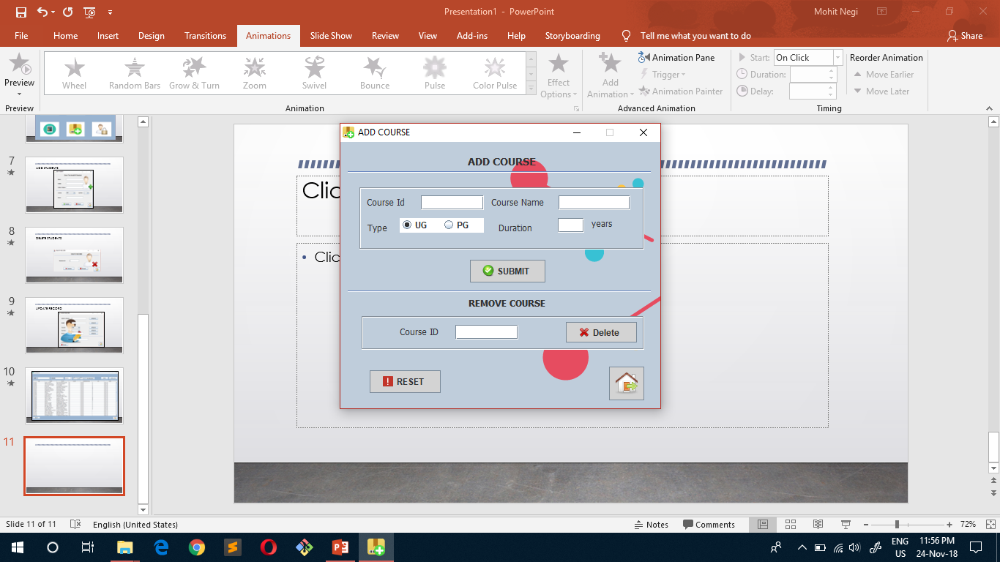 Presentation1 - PowerPoint
Mohit Negi
File Home Insert Design Transitions Animations Slide Show Review View Add-ins Help Storyboarding Tell me what you want to do Share
Preview
Wheel Random Bars Grow & Turn Zoom Swivel Bounce Pulse Color Pulse
Effect Options
Add Animation
Animation Pane
Trigger
Animation Painter
Start: On Click
Duration:
Delay:
Reorder Animation
Move Earlier
Move Later
Preview Animation Advanced Animation Timing
7
ADD STUDENTS
8
DELETE STUDENTS
9
UPDATE RECORD
10
11
Clic
Clic
ADD COURSE
ADD COURSE
Course Id Course Name
Type UG PG Duration years
SUBMIT
REMOVE COURSE
Course ID Delete
RESET
Slide 11 of 11 English (United States) Notes Comments 72%
ENG 11:56 PM
US 24-Nov-18